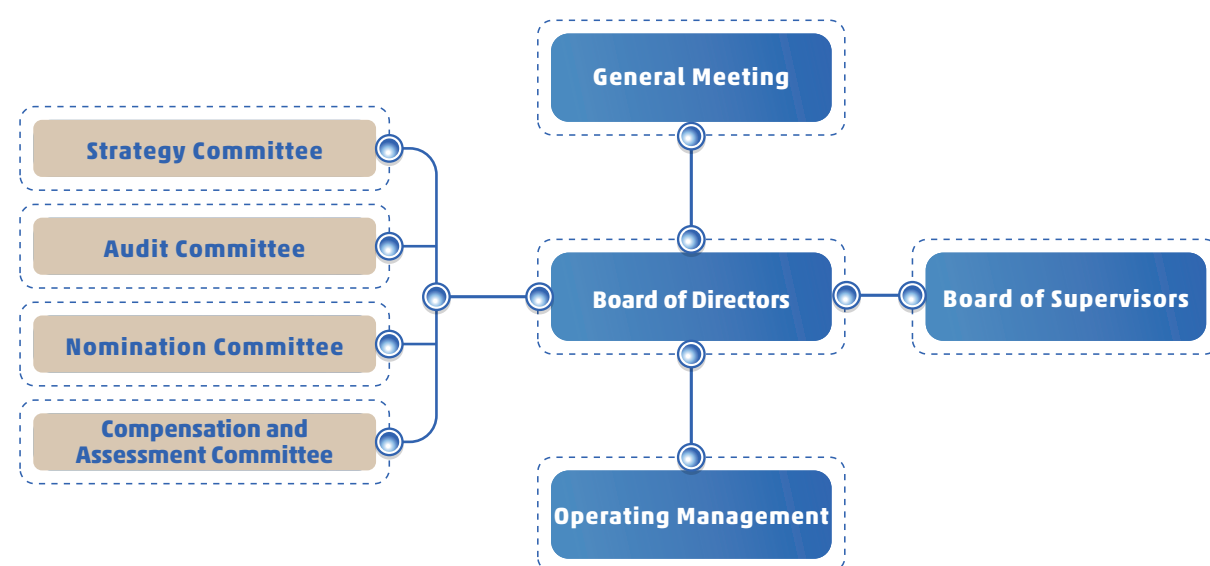 General Meeting
Strategy Committee
Audit Committee
Board of Directors
Board of Supervisors
Nomination Committee
Compensation and
Assessment Committee
Operating Management